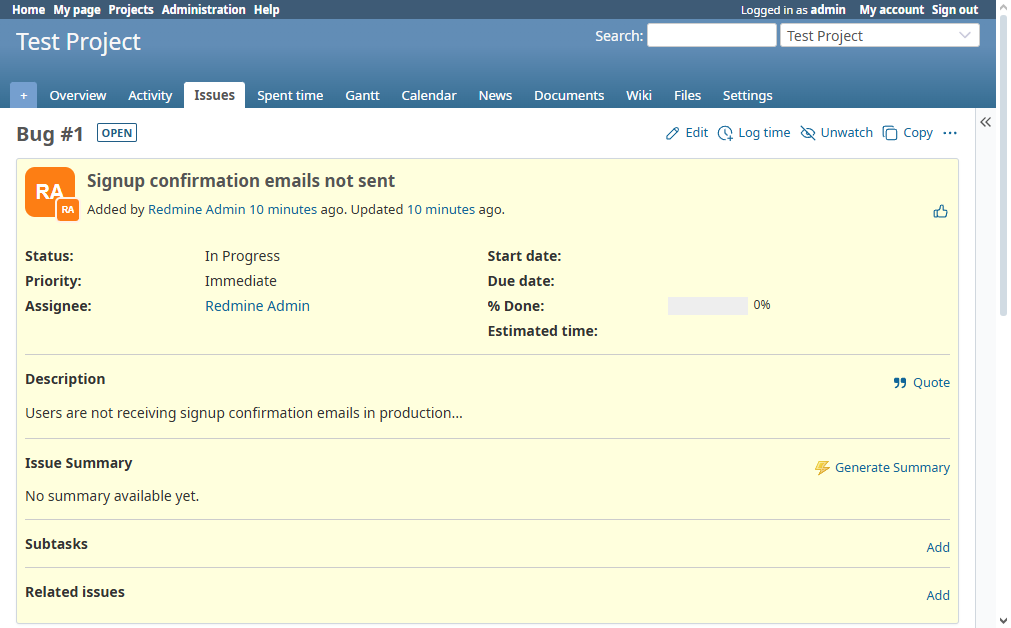 Home My page Projects Administration Help Logged in as admin My account Sign out
Test Project Search: Test Project
+ Overview Activity Issues Spent time Gantt Calendar News Documents Wiki Files Settings
Bug #1 OPEN Edit Log time Unwatch Copy ...
RA RA
Signup confirmation emails not sent
Added by Redmine Admin 10 minutes ago. Updated 10 minutes ago.
Status: In Progress Start date:
Priority: Immediate Due date:
Assignee: Redmine Admin % Done: 0%
Estimated time:
Description Quote
Users are not receiving signup confirmation emails in production...
Issue Summary Generate Summary
No summary available yet.
Subtasks Add
Related issues Add